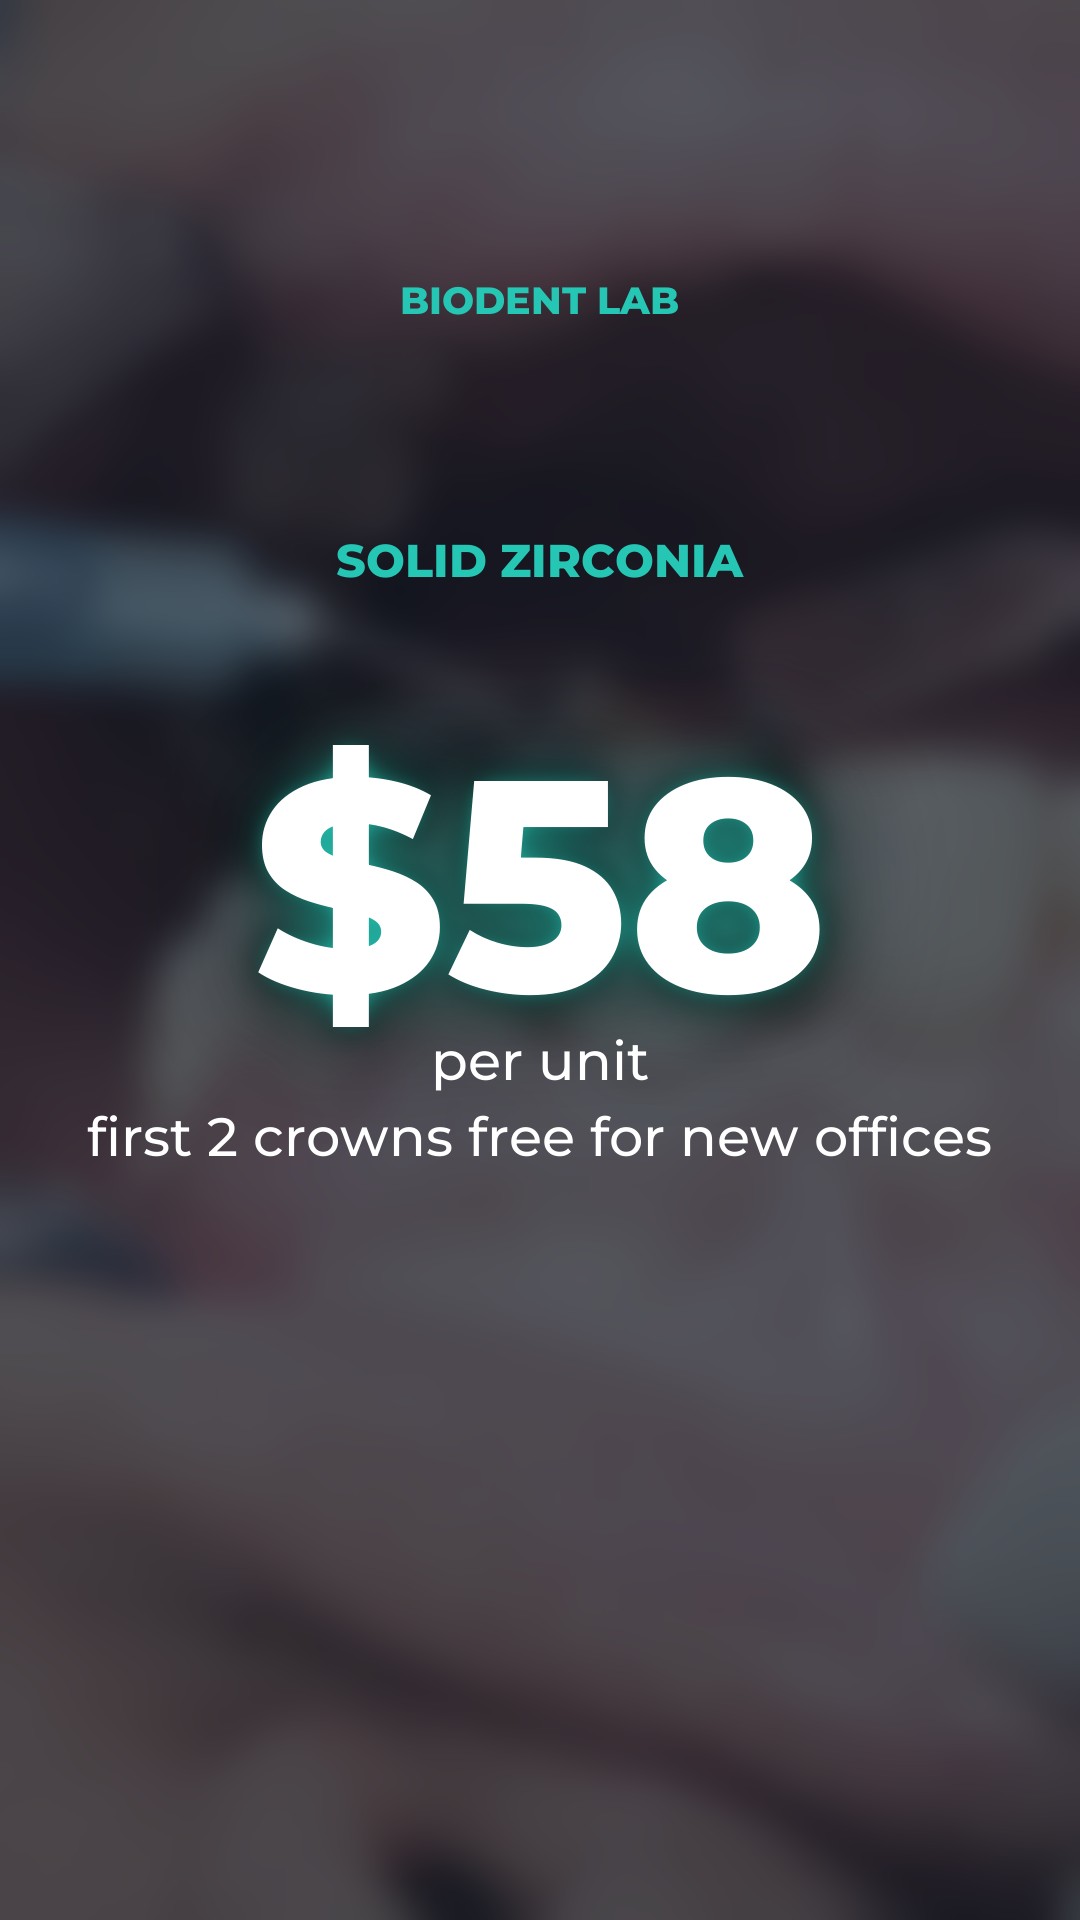 BIODENT LAB
SOLID ZIRCONIA
$58
per unit
first 2 crowns free for new offices